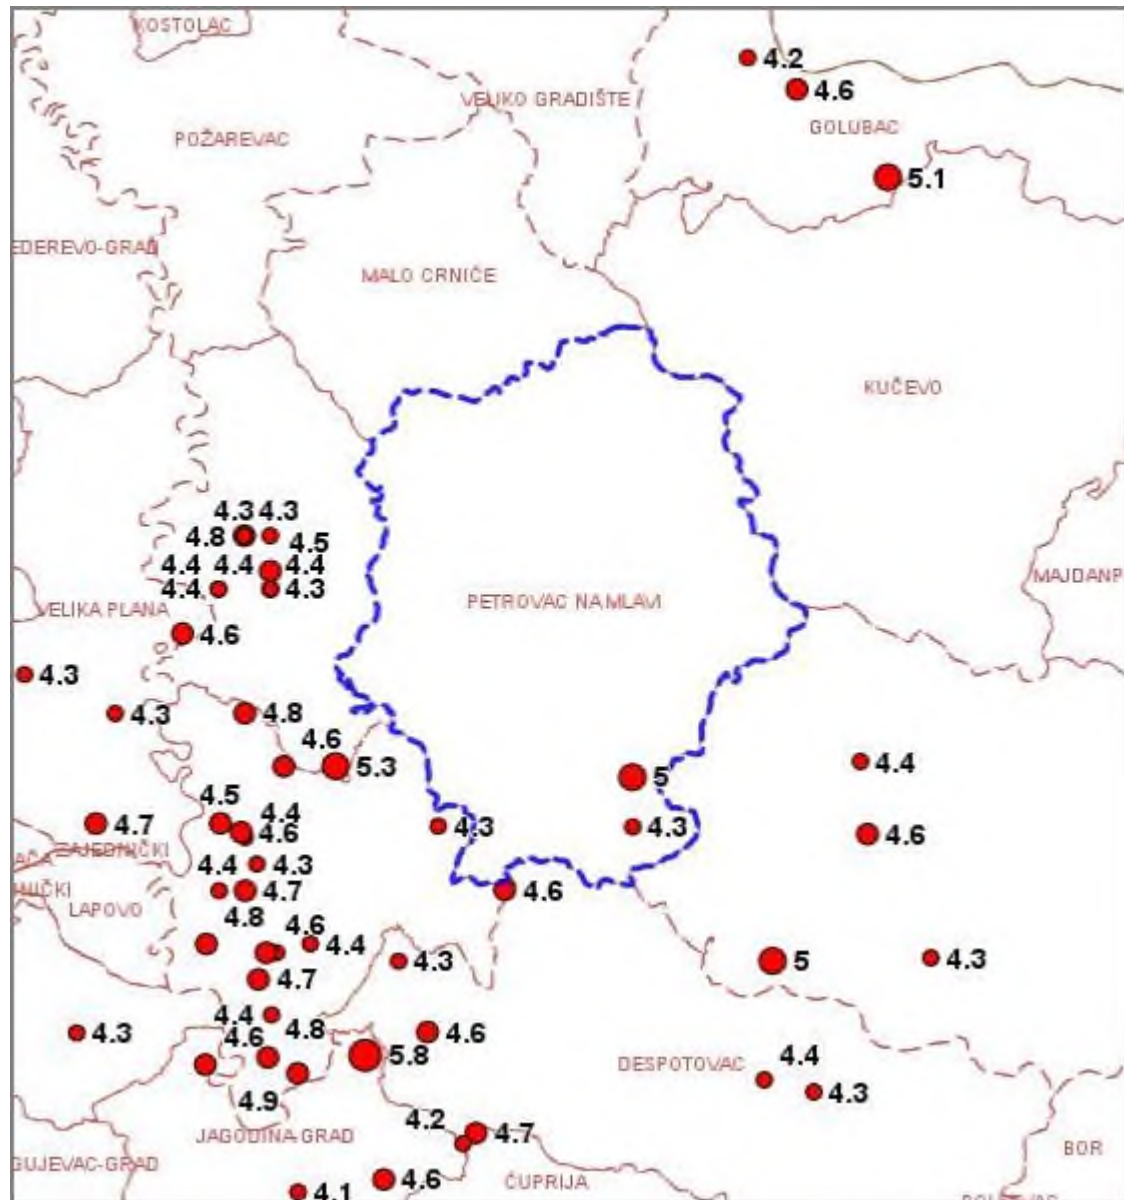 KOSTOLAC
4.2
4.6
VELIKO GRADIŠTE
GOLUBAC
POŽAREVAC
5.1
EDEREVO-GRAD
MALO CRNIĆE
KUČEVO
4.3 4.3
4.8 4.5
4.4 4.4 4.4
4.4 4.3
MAJDANP
VELIKA PLANA
PETROVAC NA MLAVI
4.6
4.3
4.3 4.8
4.6
5.3
5
4.4
4.5
4.7
4.4
4.6
4.3
4.3
4.6
ZAJEDNIČKI
AČA
4.4 4.3
NIČKI
4.7
4.6
LAPOVO
4.8
4.6
4.4
4.3
5
4.3
4.7
4.4
4.8
4.3
4.6
4.6
5.8
DESPOTOVAC
4.4
4.3
4.9
4.2
4.7
JAGODINA-GRAD
BOR
GUJEVAC-GRAD
4.6
ĆUPRIJA
4.1